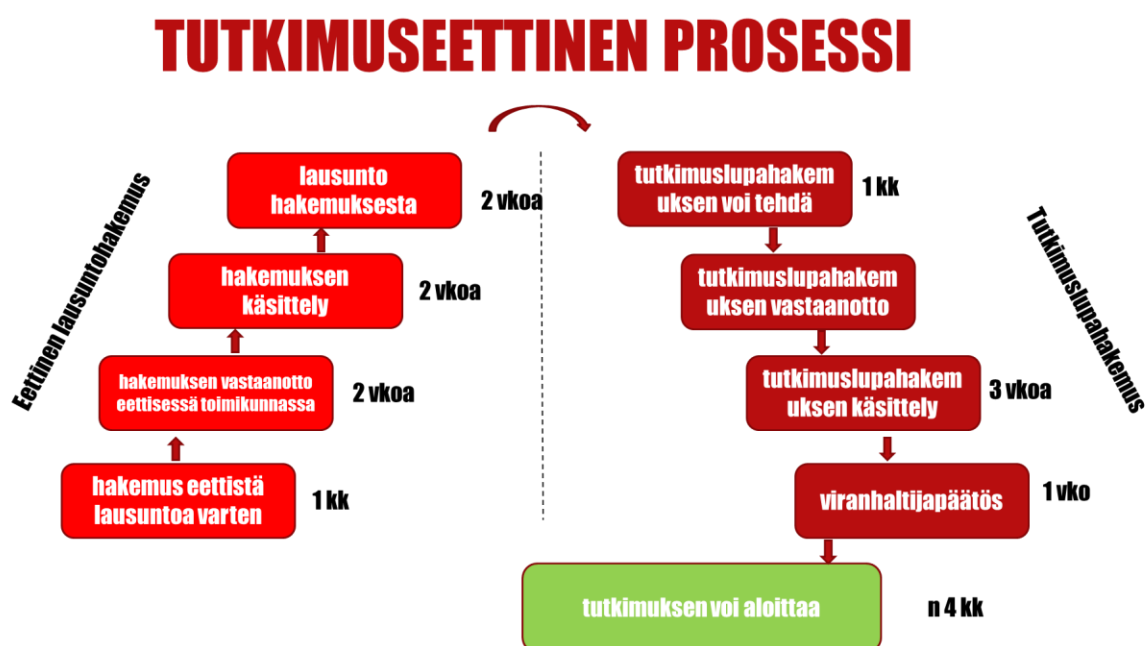 TUTKIMUSEETTINEN PROSESSI
Eettinen lausuntohakemus
lausunto
hakemuksesta
2 vkoa
hakemuksen
käsittely
2 vkoa
hakemuksen vastaanotto
eettisessä toimikunnassa
2 vkoa
hakemus eettistä
lausuntoa varten
1 kk
tutkimuslupahakem
uksen voi tehdä
1 kk
tutkimuslupahakem
uksen vastaanotto
tutkimuslupahakem
uksen käsittely
3 vkoa
viranhaltijapäätös
1 vko
Tutkimuslupahakemus
tutkimuksen voi aloittaa
n 4 kk